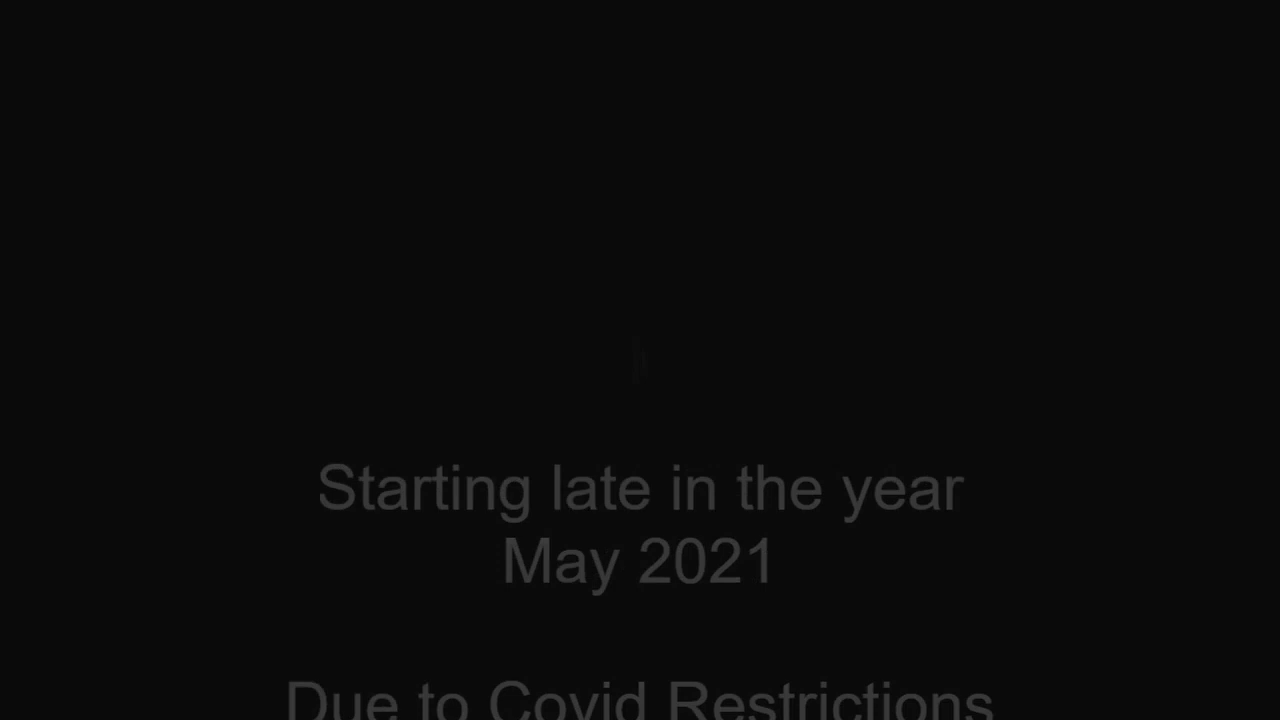 Starting late in the year
May 2021
Due to Covid Restrictions